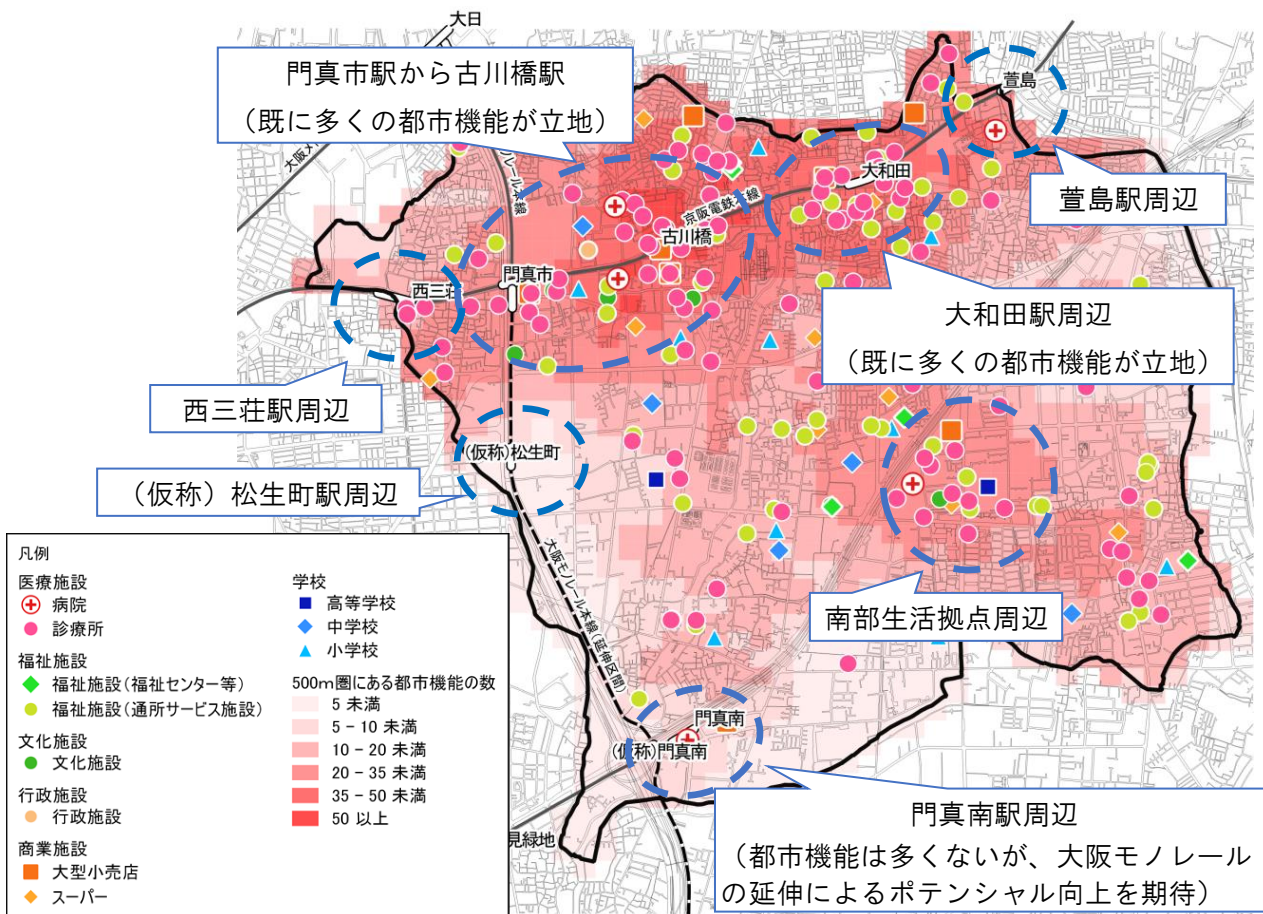 大日
門真市駅から古川橋駅
（既に多くの都市機能が立地）
萱島
大阪メ
レール本線
大和田
京阪電鉄本線
古川橋
萱島駅周辺
門真市
西三荘
大和田駅周辺
（既に多くの都市機能が立地）
西三荘駅周辺
(仮称)松生町
（仮称）松生町駅周辺
大阪モノレール本線(延伸区間)
南部生活拠点周辺
門真南
(仮称)門真南
見緑地
門真南駅周辺
（都市機能は多くないが、大阪モノレール
の延伸によるポテンシャル向上を期待）
凡例
医療施設
病院
診療所
福祉施設
福祉施設(福祉センター等)
福祉施設(通所サービス施設)
文化施設
文化施設
行政施設
行政施設
商業施設
大型小売店
スーパー
学校
高等学校
中学校
小学校
500m圏にある都市機能の数
5 未満
5 - 10 未満
10 - 20 未満
20 - 35 未満
35 - 50 未満
50 以上